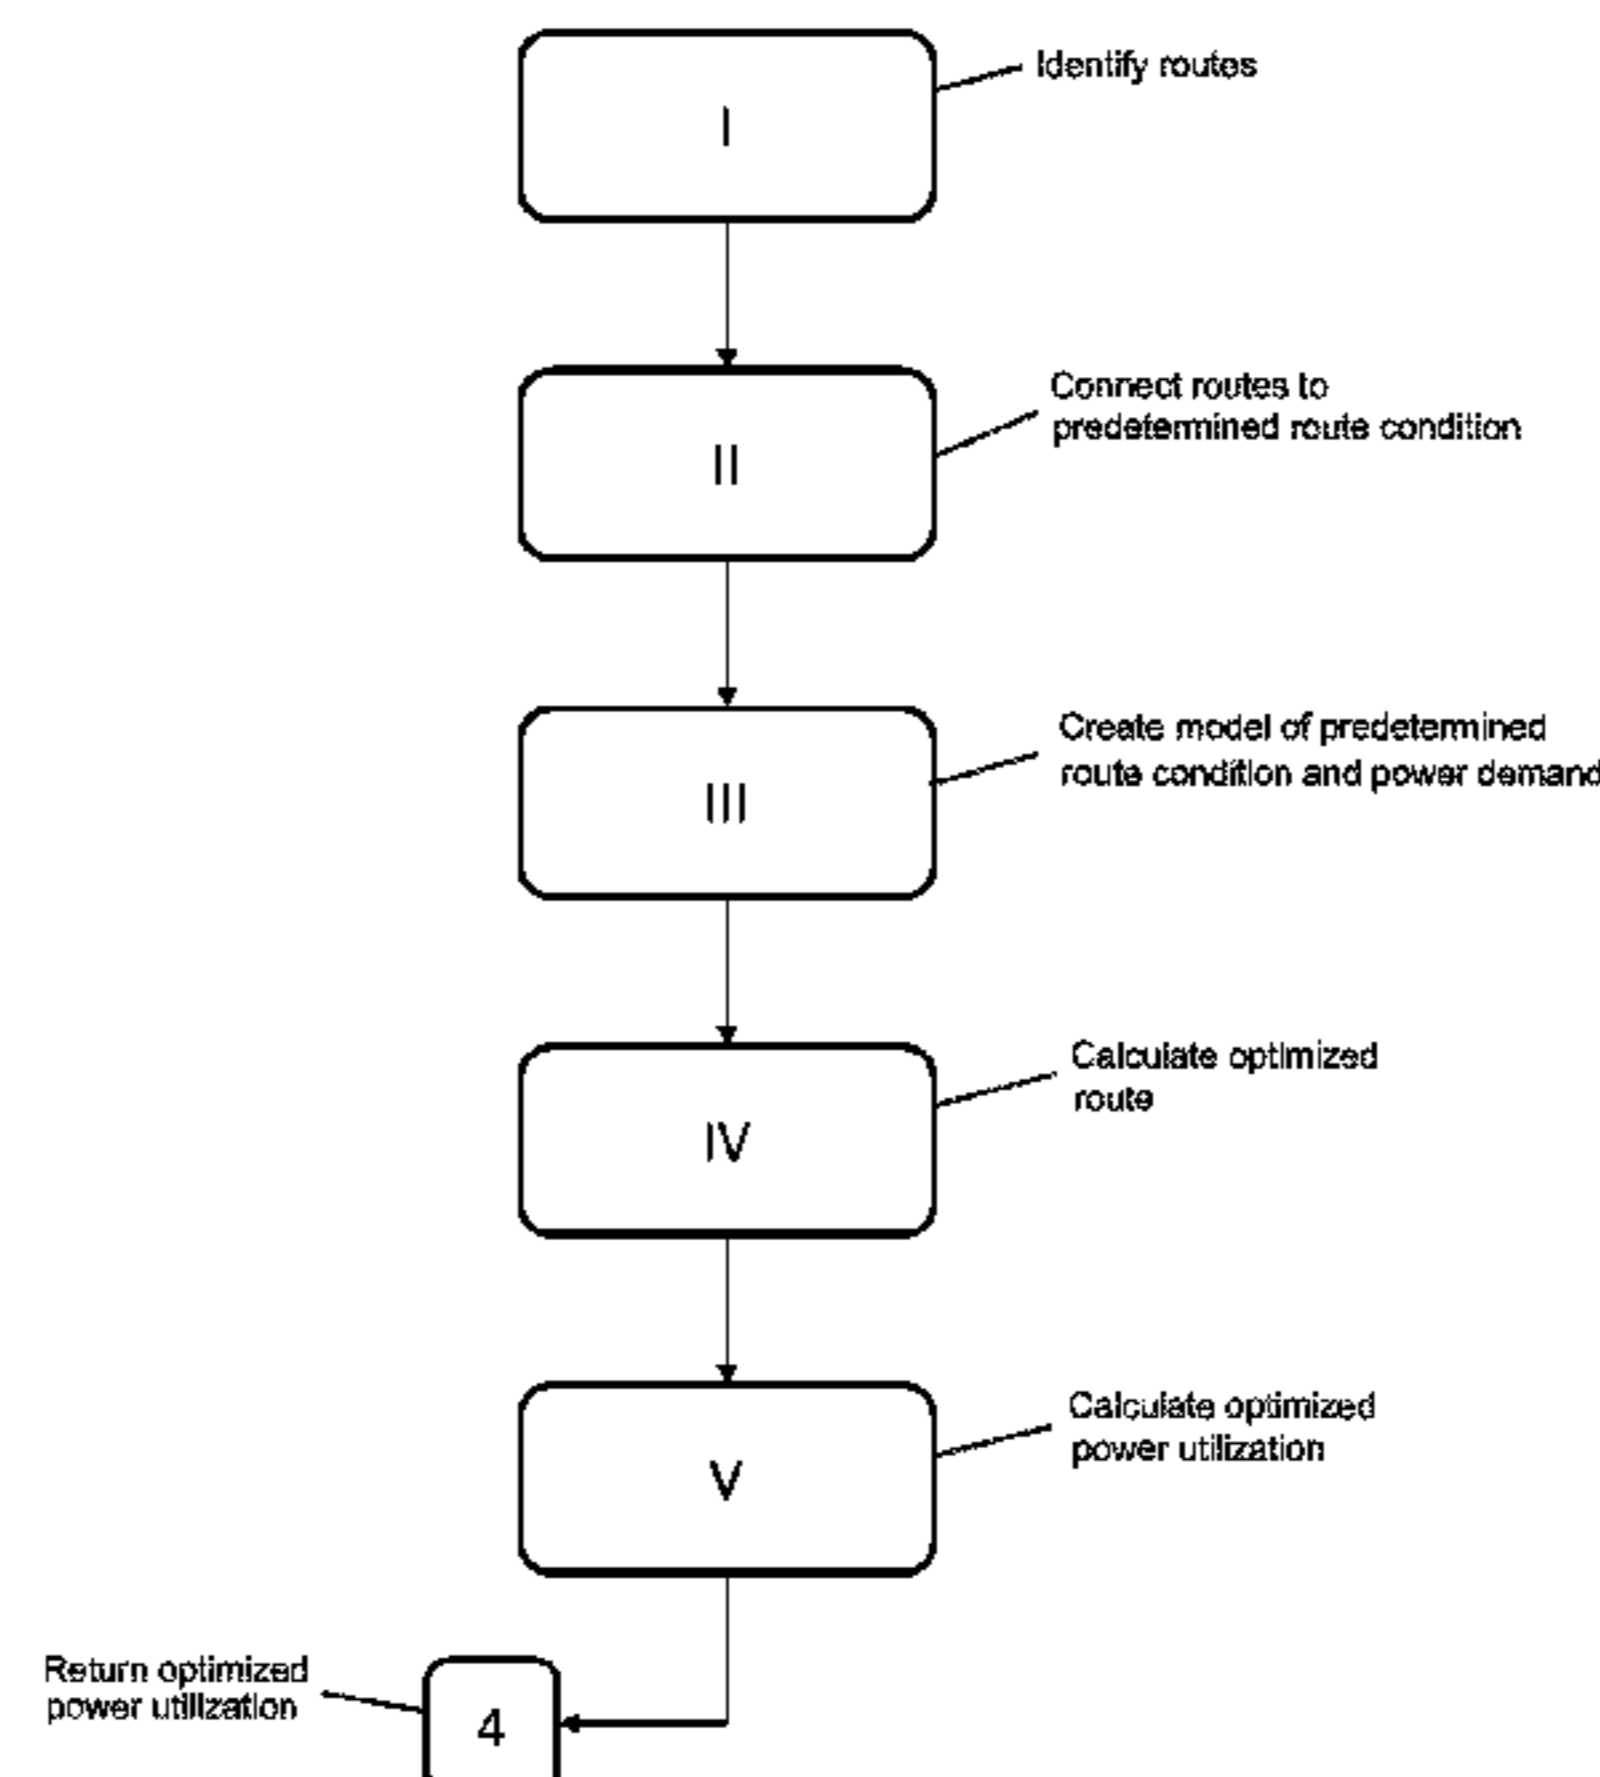 I
Identify routes
II
Connect routes to
predetermined route condition
III
Create model of predetermined
route condition and power demand
IV
Calculate optimized
route
V
Calculate optimized
power utilization
Return optimized
power utilization
4